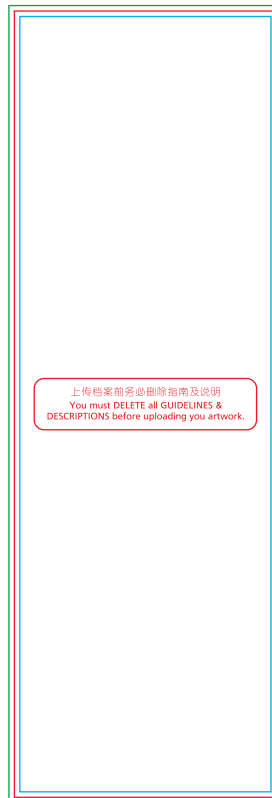 上传档案前务必删除指南及说明
You must DELETE all GUIDELINES &
DESCRIPTIONS before uploading you artwork.